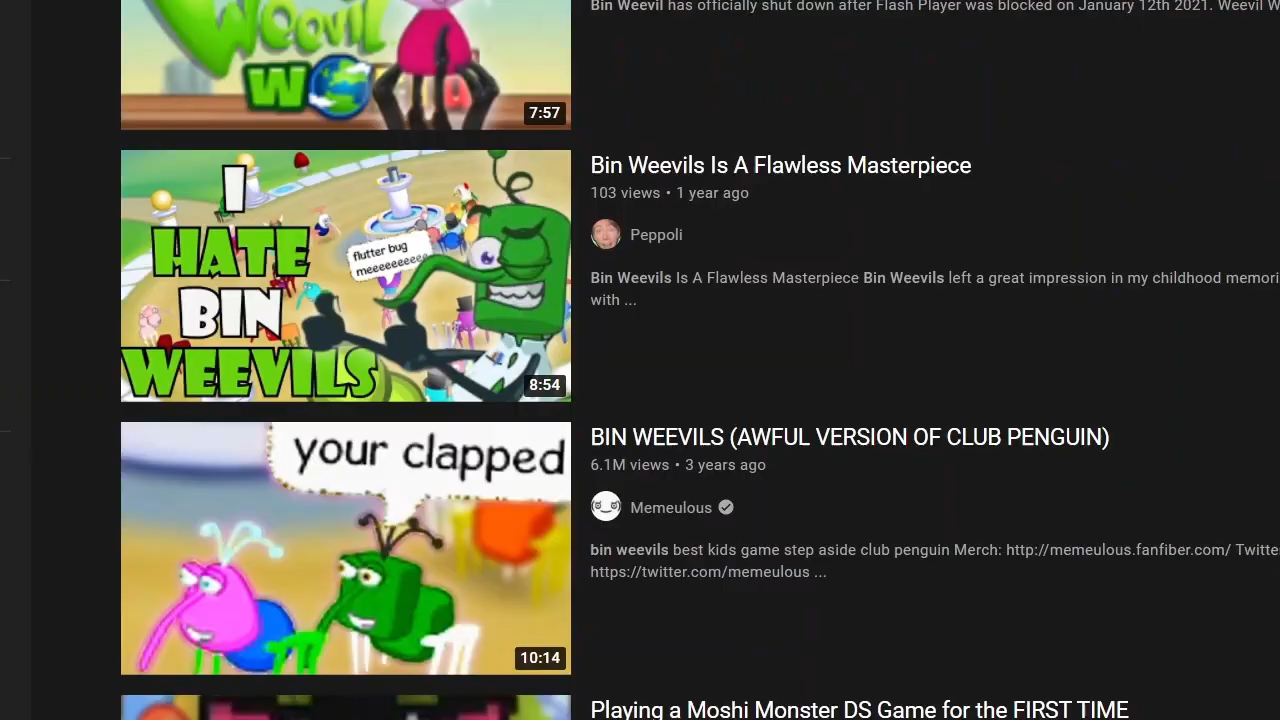 Bin Weevil has officially shut down after Flash Player was blocked on January 12th 2021. Weevil W
Weevil
WO
7:57
I
HATE
BIN
WEEVILS
flutter bug
meeeeeeeeee
8:54
Bin Weevils Is A Flawless Masterpiece
103 views • 1 year ago
Peppoli
Bin Weevils Is A Flawless Masterpiece Bin Weevils left a great impression in my childhood memori
with ...
your clapped
10:14
BIN WEEVILS (AWFUL VERSION OF CLUB PENGUIN)
6.1M views • 3 years ago
Memeulous
bin weevils best kids game step aside club penguin Merch: http://memeulous.fanfiber.com/ Twitte
https://twitter.com/memeulous ...
Playing a Moshi Monster DS Game for the FIRST TIME